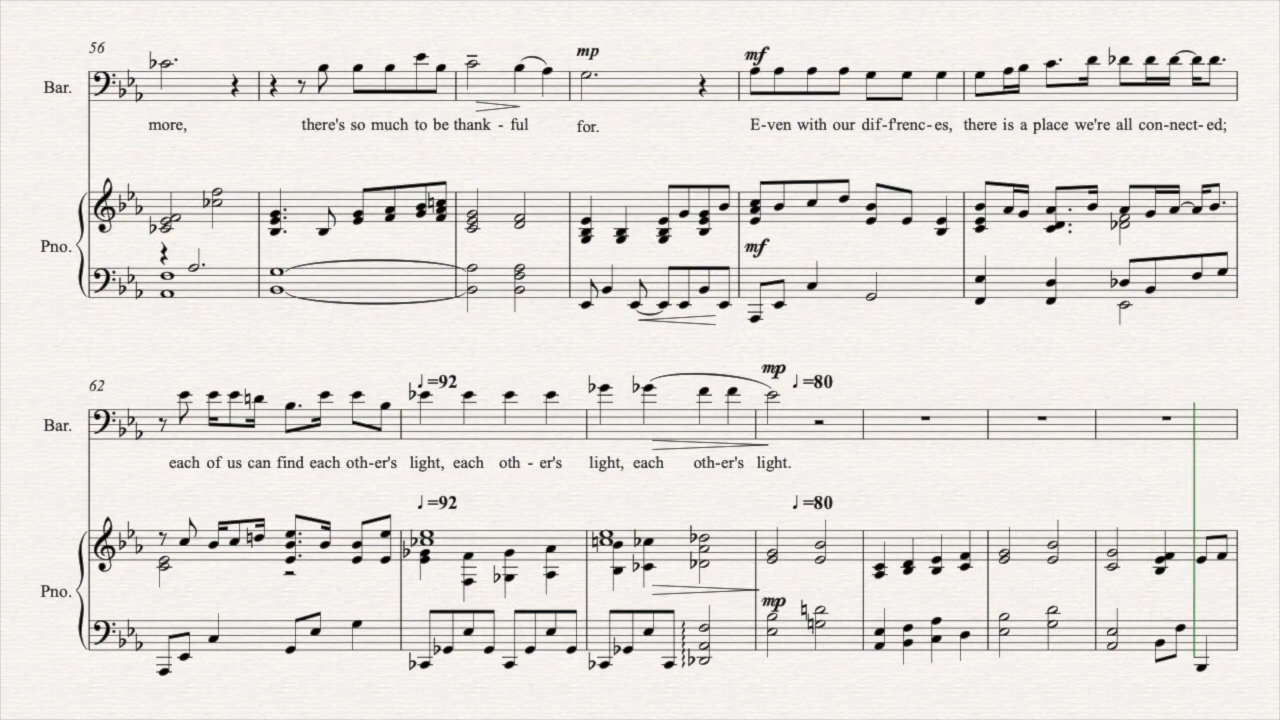 56
mp
mf
Bar.
more, there's so much to be thank - ful for. E-ven with our dif-f'renc-es, there is a place we're all con-nect-ed;
Pno.
mf
62
♩=92
mp ♩=80
Bar.
each of us can find each oth-er's light, each oth - er's light, each oth-er's light.
♩=92
♩=80
Pno.
mp